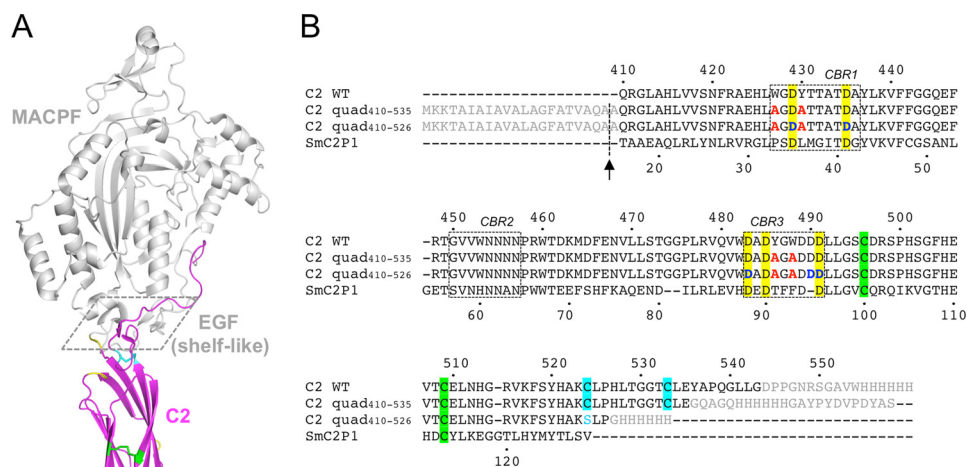 A
MACPF
EGF
(shelf-like)
C2
B
410 420 430 CBR1 440
C2 WT ---------------------QRGLAHLVVSNFRAEHLWGDYTTATDAYLKVFFGGQEF
C2 quad410-535 MKKTAIAIAVALAGFATVAQAAQRGLAHLVVSNFRAEHLAGDATTATDAYLKVFFGGQEF
C2 quad410-526 MKKTAIAIAVALAGFATVAQAAQRGLAHLVVSNFRAEHLAGDATTATDAYLKVFFGGQEF
SmC2P1 ---------------------TAAEAQLRLYNLRVRGLPSDLMGITDGYVKVFCGSANL
20 30 40 50
450 CBR2 460 470 480 CBR3 490 500
C2 WT -RTGVVWNNNNPRWTDKMDFENVLLSTGGPLRVQVWDADYGWDDDLLGSCDRSPHSGFHE
C2 quad410-535 -RTGVVWNNNNPRWTDKMDFENVLLSTGGPLRVQVWDADAGADDDLLGSCDRSPHSGFHE
C2 quad410-526 -RTGVVWNNNNPRWTDKMDFENVLLSTGGPLRVQVWDADAGADDDLLGSCDRSPHSGFHE
SmC2P1 GETSVNHNNANPWWTEEFSHFKAQEND--ILRLEVHDEDTFFD-DLLGVCQRQIKVGTHE
60 70 80 90 100 110
510 520 530 540 550
C2 WT VTCELNHG-RVKFSYHAKCLPHLTGGTCLEYAPQGLLGDPPGNRSGAVWHHHHHH
C2 quad410-535 VTCELNHG-RVKFSYHAKCLPHLTGGTCLEGQAGQHHHHHHGAYPYDVPDYAS--
C2 quad410-526 VTCELNHG-RVKFSYHAKSLPGHHHHHH---------------------------
SmC2P1 HDCYLKEGGTLHYMYTLSV------------------------------------
120